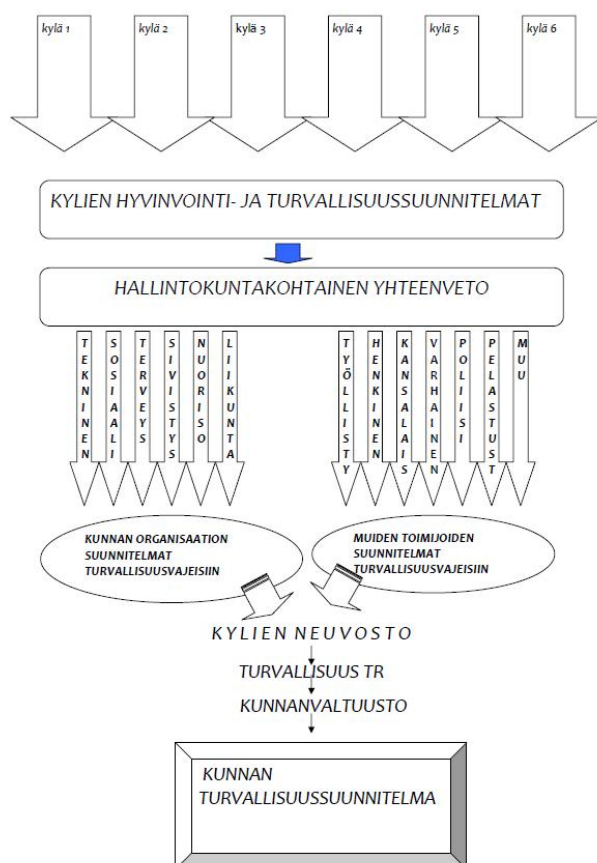 kylä 1
kylä 2
kylä 3
kylä 4
kylä 5
kylä 6
KYLIEN HYVINVOINTI- JA TURVALLISUUSSUUNNITELMAT
HALLINTOKUNTAKOHTAINEN YHTEENVETO
TEKNINEN
SOSIAALI
TERVEYS
SIVISTYS
NUORISO
LIIKUNTA
TYÖLLISTY
HENKINEN
KANSALAIS
VARHAINEN
POLIISI
PELASTUST
MUU
KUNNAN ORGANISAATION
SUUNNITELMAT
TURVALLISUUSVAJEISIIN
MUIDEN TOIMIJOIDEN
SUUNNITELMAT
TURVALLISUUSVAJEISIIN
KYLIEN NEUVOSTO
TURVALLISUUS TR
KUNNANVALTUUSTO
KUNNAN
TURVALLISUUSSUUNNITELMA